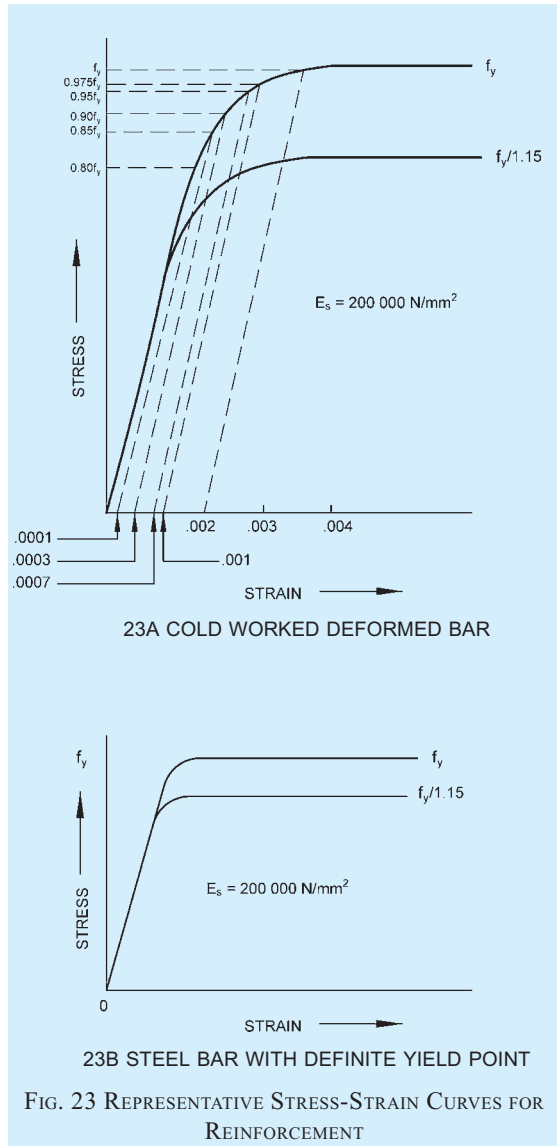 f_y
0.975f_y
0.95f_y
0.90f_y
0.85f_y
0.80f_y
f_y
f_y/1.15
STRESS
E_s = 200 000 N/mm²
.0001
.0003
.0007
.001
.002
.003
.004
STRAIN
23A COLD WORKED DEFORMED BAR
f_y
f_y
f_y/1.15
STRESS
E_s = 200 000 N/mm²
0
STRAIN
23B STEEL BAR WITH DEFINITE YIELD POINT
FIG. 23 REPRESENTATIVE STRESS-STRAIN CURVES FOR
REINFORCEMENT